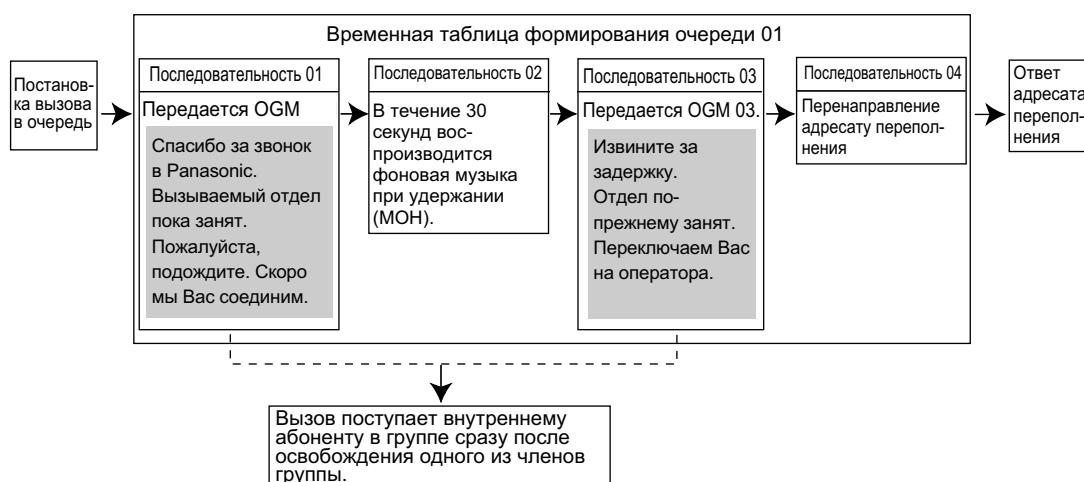 Временная таблица формирования очереди 01
Постанов-
ка вызова
в очередь
Последовательность 01
Передается OGM
Спасибо за звонок
в Panasonic.
Вызываемый отдел
пока занят.
Пожалуйста,
подождите. Скоро
мы Вас соединим.
Последовательность 02
В течение 30
секунд вос-
производится
фоновая музыка
при удержании
(MOH).
Последовательность 03
Передается OGM 03.
Извините за
задержку.
Отдел по-
прежнему занят.
Переключаем Вас
на оператора.
Последовательность 04
Перенаправление
адресату перепол-
нения
Ответ
адресата
перепол-
нения
Вызов поступает внутреннему
абоненту в группе сразу после
освобождения одного из членов
группы.